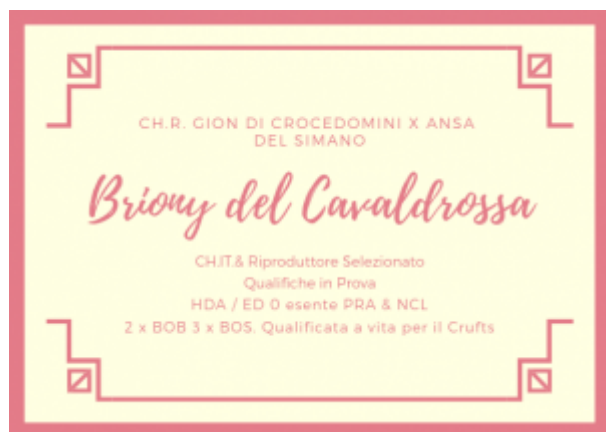 CH.R. GION DI CROCEDOMINI X ANSA
DEL SIMANO
Briony del Cavaldrossa
CH.IT.& Riproduttore Selezionato
Qualifiche in Prova
HDA / ED 0 esente PRA & NCL
2 x BOB 3 x BOS. Qualificata a vita per il Crufts